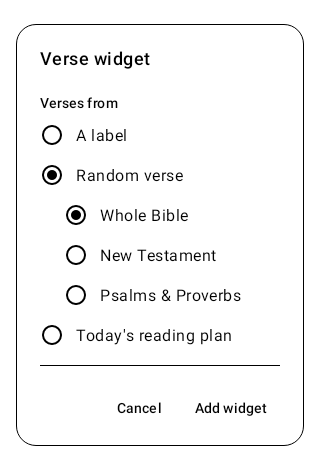 Verse widget
Verses from
A label
Random verse
Whole Bible
New Testament
Psalms & Proverbs
Today's reading plan
Cancel
Add widget